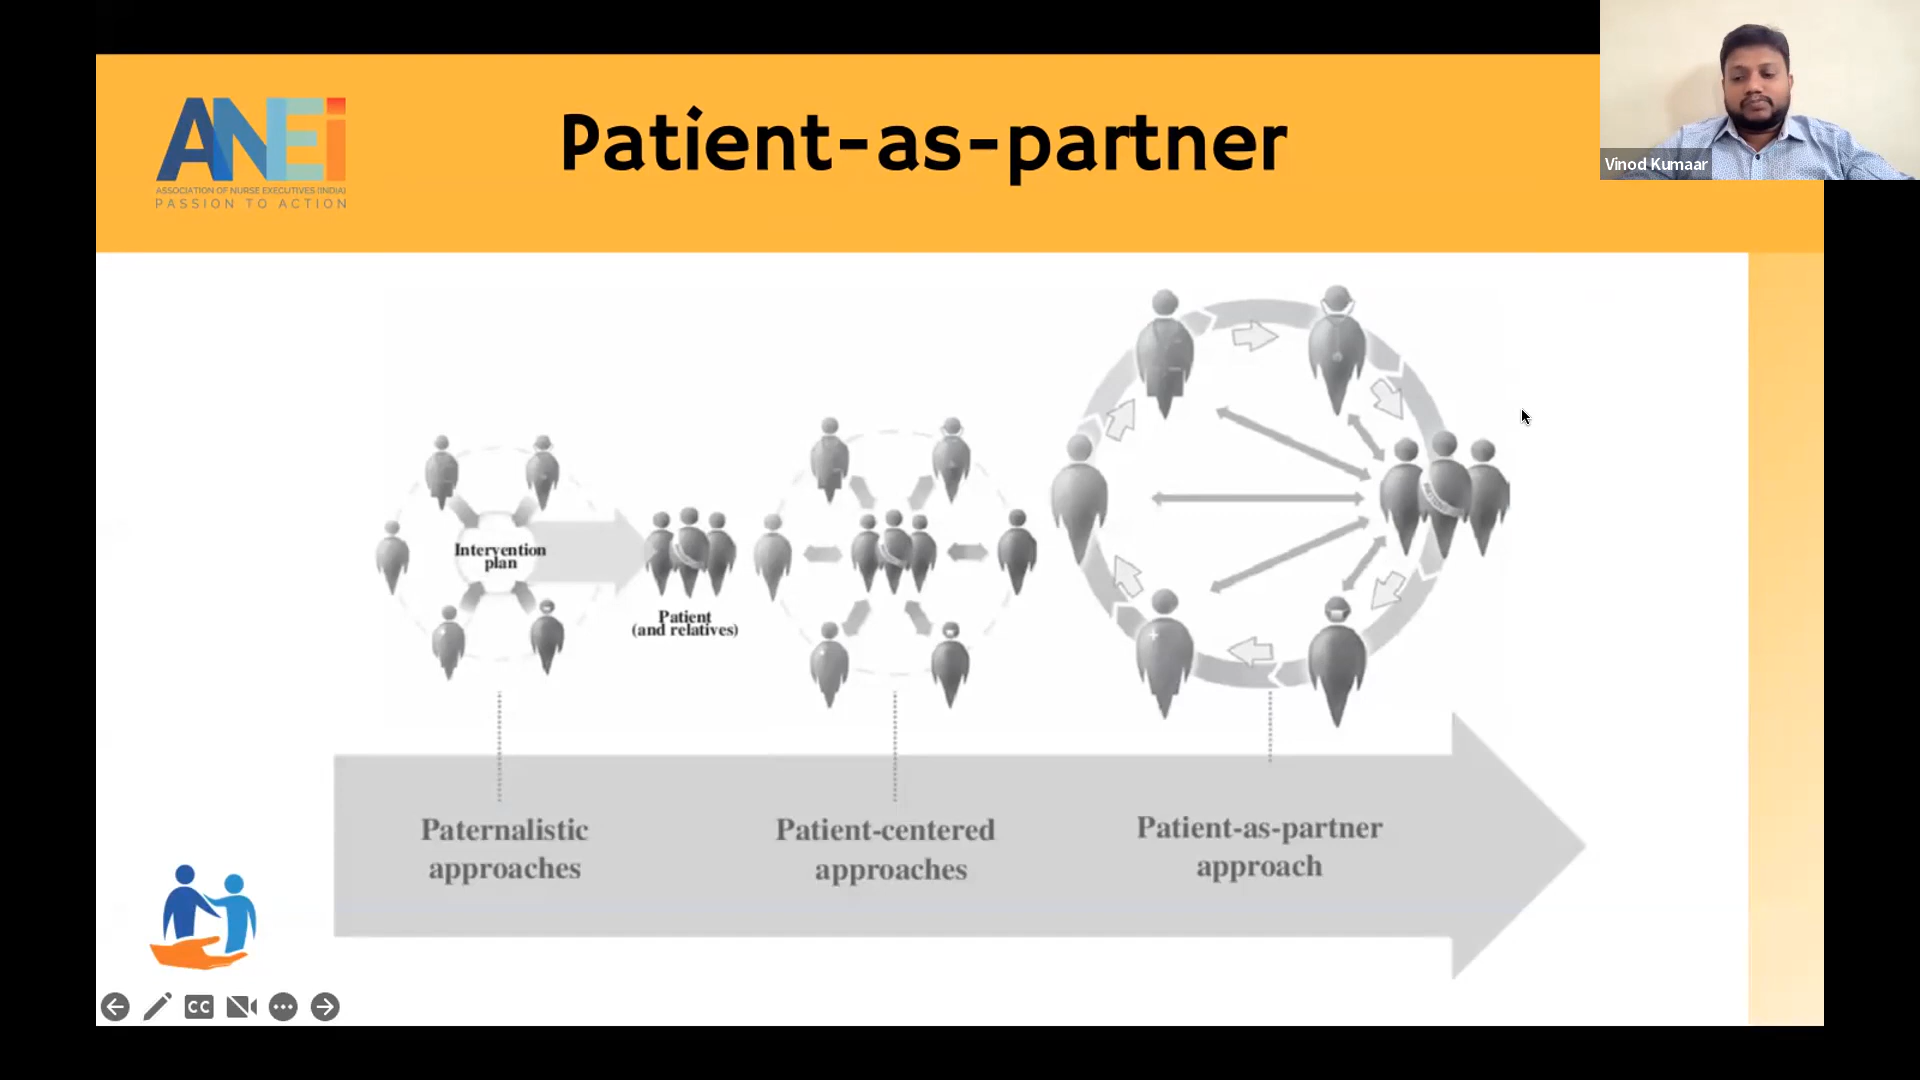 ANEi
ASSOCIATION OF NURSE EXECUTIVES (INDIA)
PASSION TO ACTION
Patient-as-partner
Vinod Kumaar
Intervention
plan
Patient
(and relatives)
Paternalistic
approaches
Patient-centered
approaches
Patient-as-partner
approach
CC